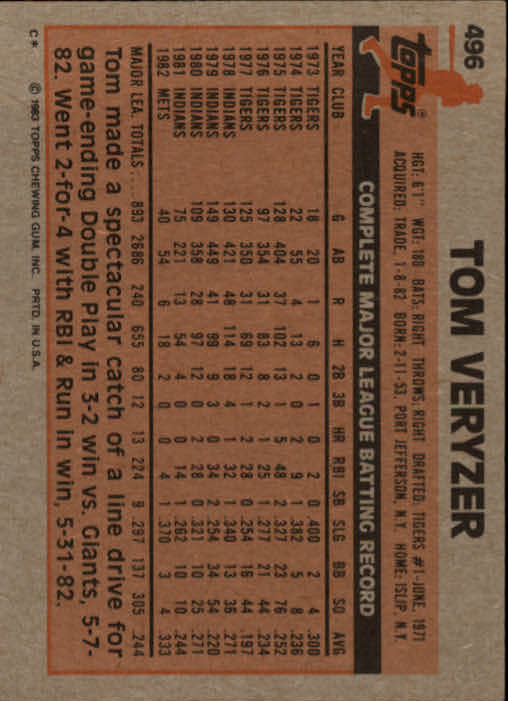 496
topps®
TOM VERYZER
HGT: 6'1" WGT: 180 BATS: RIGHT THROWS: RIGHT DRAFTED: TIGERS #1-JUNE, 1971
ACQUIRED: TRADE, 1-8-82 BORN: 2-11-53, PORT JEFFERSON, N.Y. HOME: ISLIP, N.Y.
COMPLETE MAJOR LEAGUE BATTING RECORD
YEAR CLUB G AB R H 2B 3B HR RBI SB SLG BB SO AVG
1973 TIGERS 18 20 1 6 0 1 0 2 0 .400 2 4 .300
1974 TIGERS 22 55 4 13 2 0 2 9 1 .382 5 8 .236
1975 TIGERS 128 404 37 102 13 1 5 48 2 .327 23 76 .252
1976 TIGERS 97 354 31 83 8 2 1 25 1 .277 21 44 .234
1977 TIGERS 125 350 31 69 12 1 2 28 0 .254 16 44 .197
1978 INDIANS 130 421 48 114 18 4 1 32 1 .340 13 36 .271
1979 INDIANS 149 449 41 99 9 3 0 34 2 .254 34 54 .220
1980 INDIANS 109 358 28 97 12 0 2 28 0 .321 10 25 .271
1981 INDIANS 75 221 13 54 4 0 0 14 1 .262 10 10 .244
1982 METS 40 54 6 18 2 0 0 4 1 .370 3 4 .333
MAJOR LEA. TOTALS.... 893 2686 240 655 80 12 13 224 9 .297 137 305 .244
Tom made a spectacular catch of a line drive for
game-ending Double Play in 3-2 win vs. Giants, 5-7-
82. Went 2-for-4 with RBI & Run in win, 5-31-82.
C* © 1983 TOPPS CHEWING GUM, INC. PRTD. IN U.S.A.